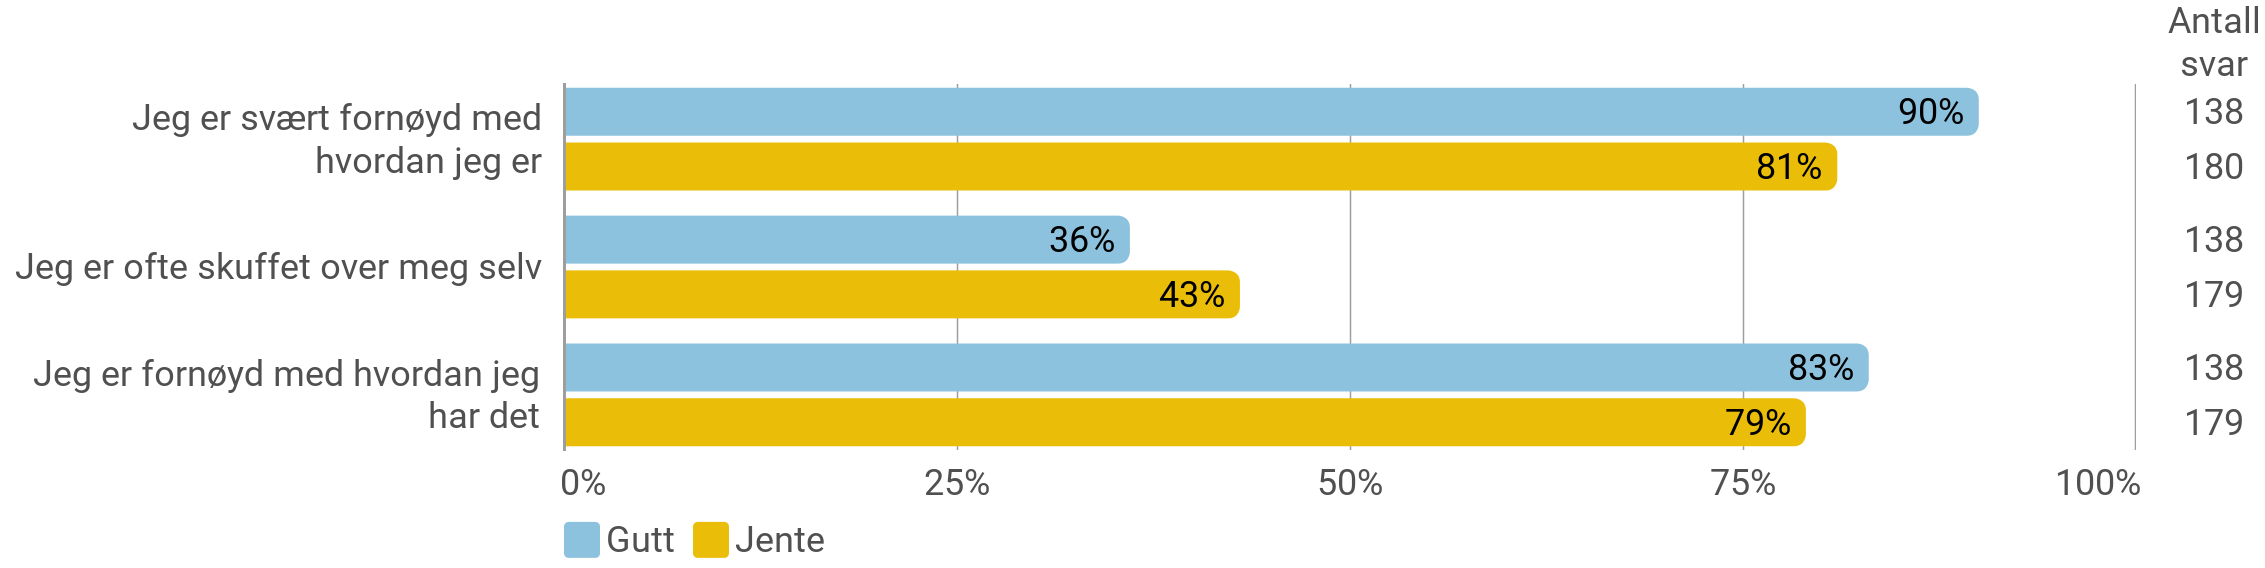 Antall
svar
Jeg er svært fornøyd med
hvordan jeg er
90% 138
81% 180
Jeg er ofte skuffet over meg selv
36% 138
43% 179
Jeg er fornøyd med hvordan jeg
har det
83% 138
79% 179
0% 25% 50% 75% 100%
Gutt Jente